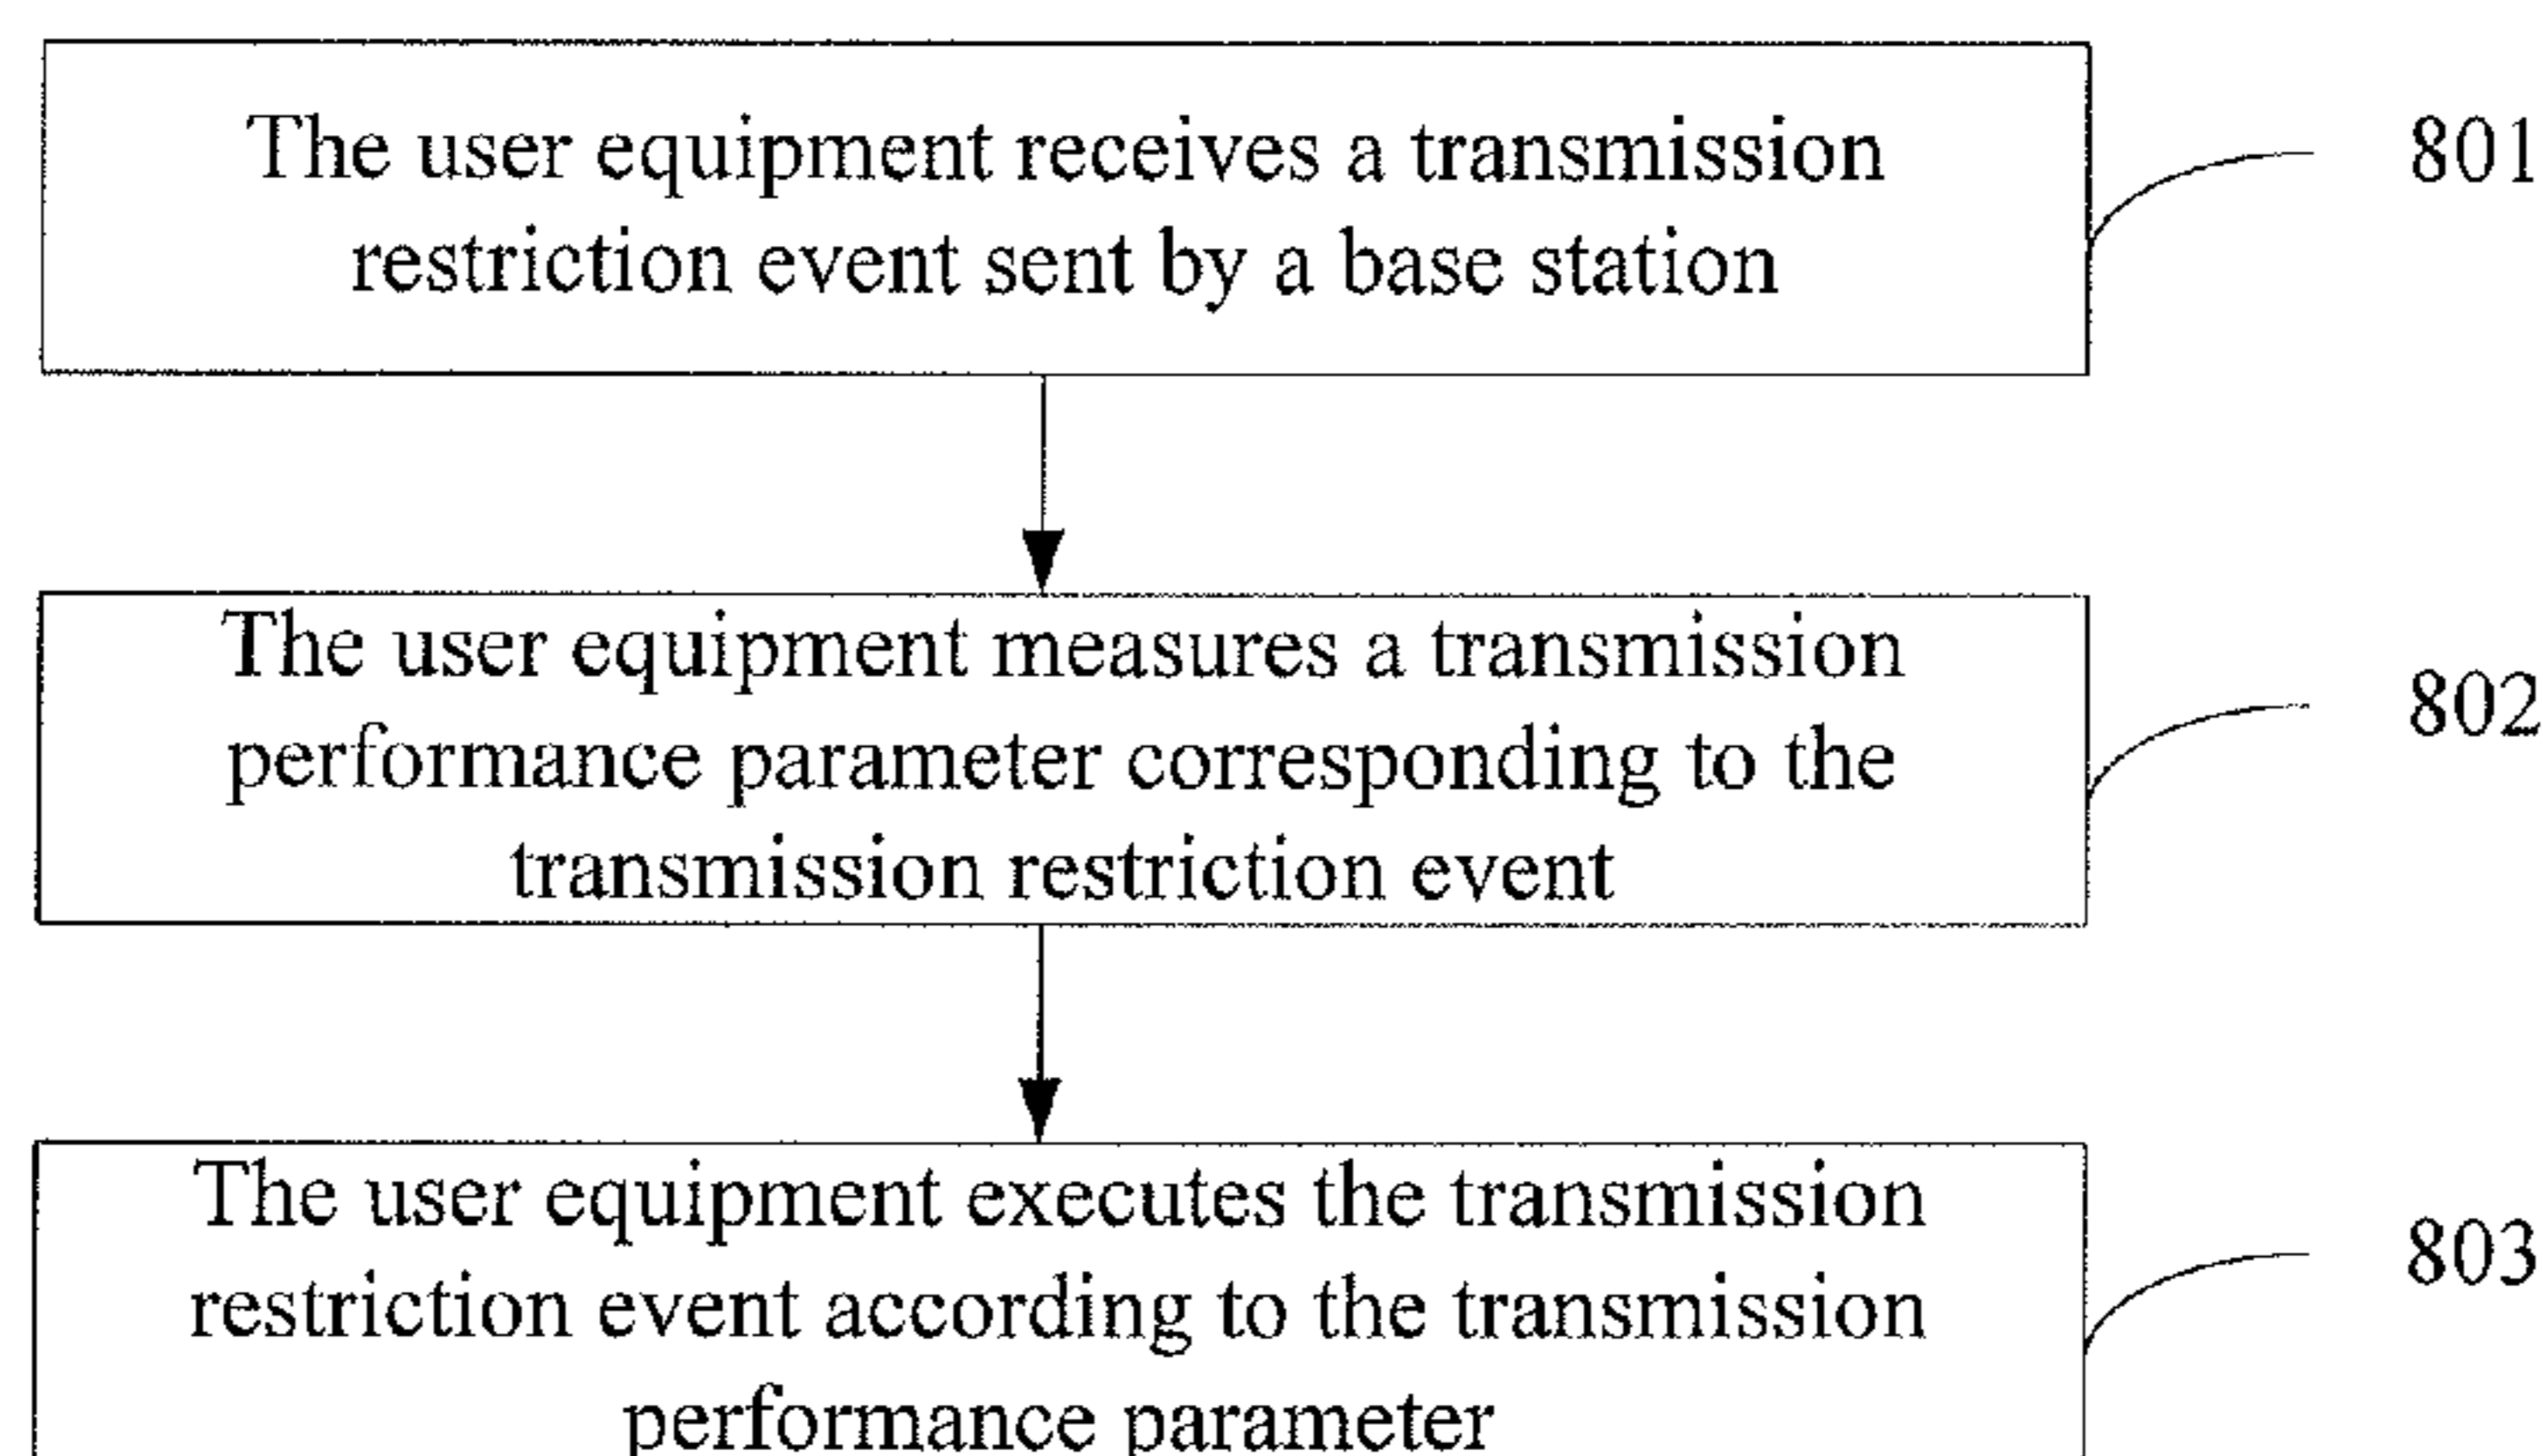 The user equipment receives a transmission
restriction event sent by a base station
801
The user equipment measures a transmission
performance parameter corresponding to the
transmission restriction event
802
The user equipment executes the transmission
restriction event according to the transmission
performance parameter
803